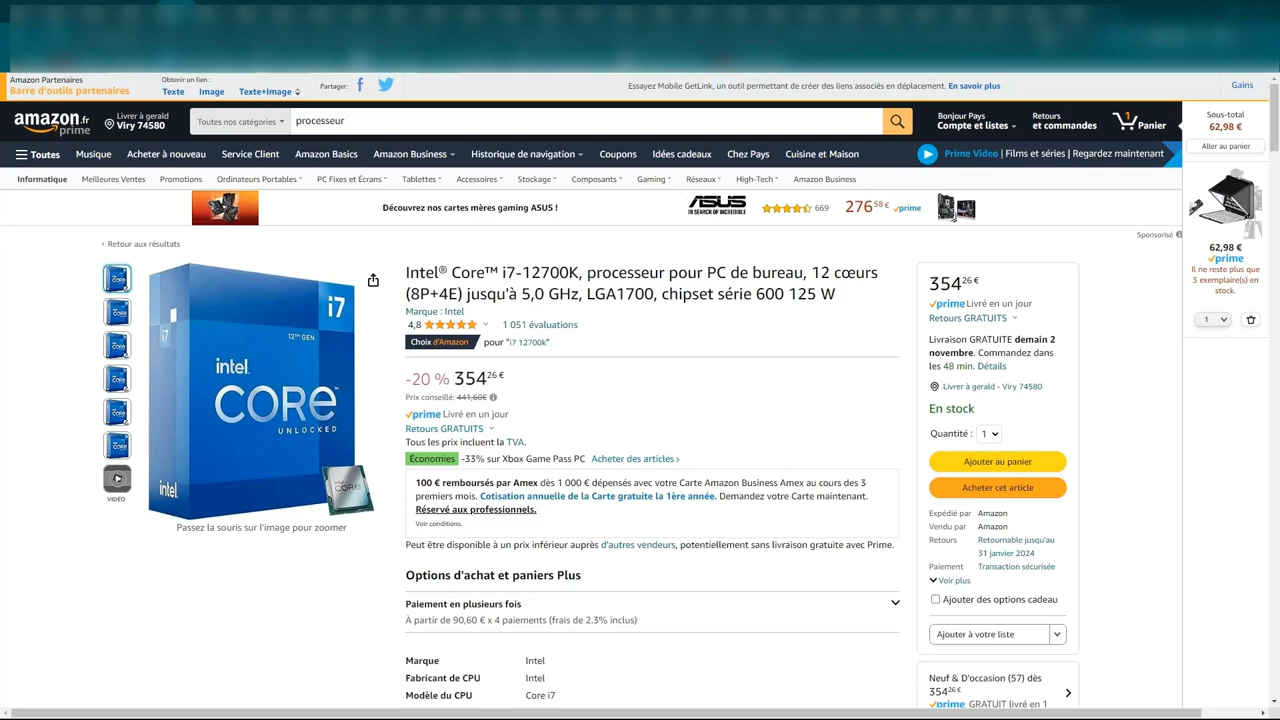 Amazon Partenaires
Barre d'outils partenaires
Obtenir un lien :
Texte Image Texte+Image
Partager:
Essayez Mobile GetLink, un outil permettant de créer des liens associés en déplacement. En savoir plus
Gains
amazon.fr
prime
Livrer à gerald
Viry 74580
Toutes nos catégories
processeur
Bonjour Pays
Compte et listes
Retours
et commandes
1
Panier
Sous-total
62,98 €
Aller au panier
Toutes Musique Acheter à nouveau Service Client Amazon Basics Amazon Business Historique de navigation Coupons Idées cadeaux Chez Pays Cuisine et Maison
Prime Video | Films et séries | Regardez maintenant
Informatique Meilleures Ventes Promotions Ordinateurs Portables PC Fixes et Écrans Tablettes Accessoires Stockage Composants Gaming Réseaux High-Tech Amazon Business
Découvrez nos cartes mères gaming ASUS !
ASUS
IN SEARCH OF INCREDIBLE
669
276,58 €
prime
Sponsorisé
62,98 €
prime
Il ne reste plus que
3 exemplaire(s) en
stock.
1
‹ Retour aux résultats
intel
i7
12TH GEN
i7
intel
CORE™
UNLOCKED
intel
CORE
VIDEO
Passez la souris sur l'image pour zoomer
Intel® Core™ i7-12700K, processeur pour PC de bureau, 12 cœurs
(8P+4E) jusqu'à 5,0 GHz, LGA1700, chipset série 600 125 W
Marque : Intel
4,8 1 051 évaluations
Choix d'Amazon pour "i7 12700k"
-20 % 354,26 €
Prix conseillé: 441,60€
prime Livré en un jour
Retours GRATUITS
Tous les prix incluent la TVA.
Économies -33% sur Xbox Game Pass PC Acheter des articles ›
100 € remboursés par Amex dès 1 000 € dépensés avec votre Carte Amazon Business Amex au cours des 3
premiers mois. Cotisation annuelle de la Carte gratuite la 1ère année. Demandez votre Carte maintenant.
Réservé aux professionnels.
Voir conditions.
Peut être disponible à un prix inférieur auprès d'autres vendeurs, potentiellement sans livraison gratuite avec Prime.
Options d'achat et paniers Plus
Paiement en plusieurs fois
À partir de 90,60 € x 4 paiements (frais de 2.3% inclus)
Marque Intel
Fabricant de CPU Intel
Modèle du CPU Core i7
354,26 €
prime Livré en un jour
Retours GRATUITS
Livraison GRATUITE demain 2
novembre. Commandez dans
les 48 min. Détails
Livrer à gerald - Viry 74580
En stock
Quantité : 1
Ajouter au panier
Acheter cet article
Expédié par Amazon
Vendu par Amazon
Retours Retournable jusqu'au
31 janvier 2024
Paiement Transaction sécurisée
Voir plus
Ajouter des options cadeau
Ajouter à votre liste
Neuf & D'occasion (57) dès
354,26 €
prime GRATUIT livré en 1